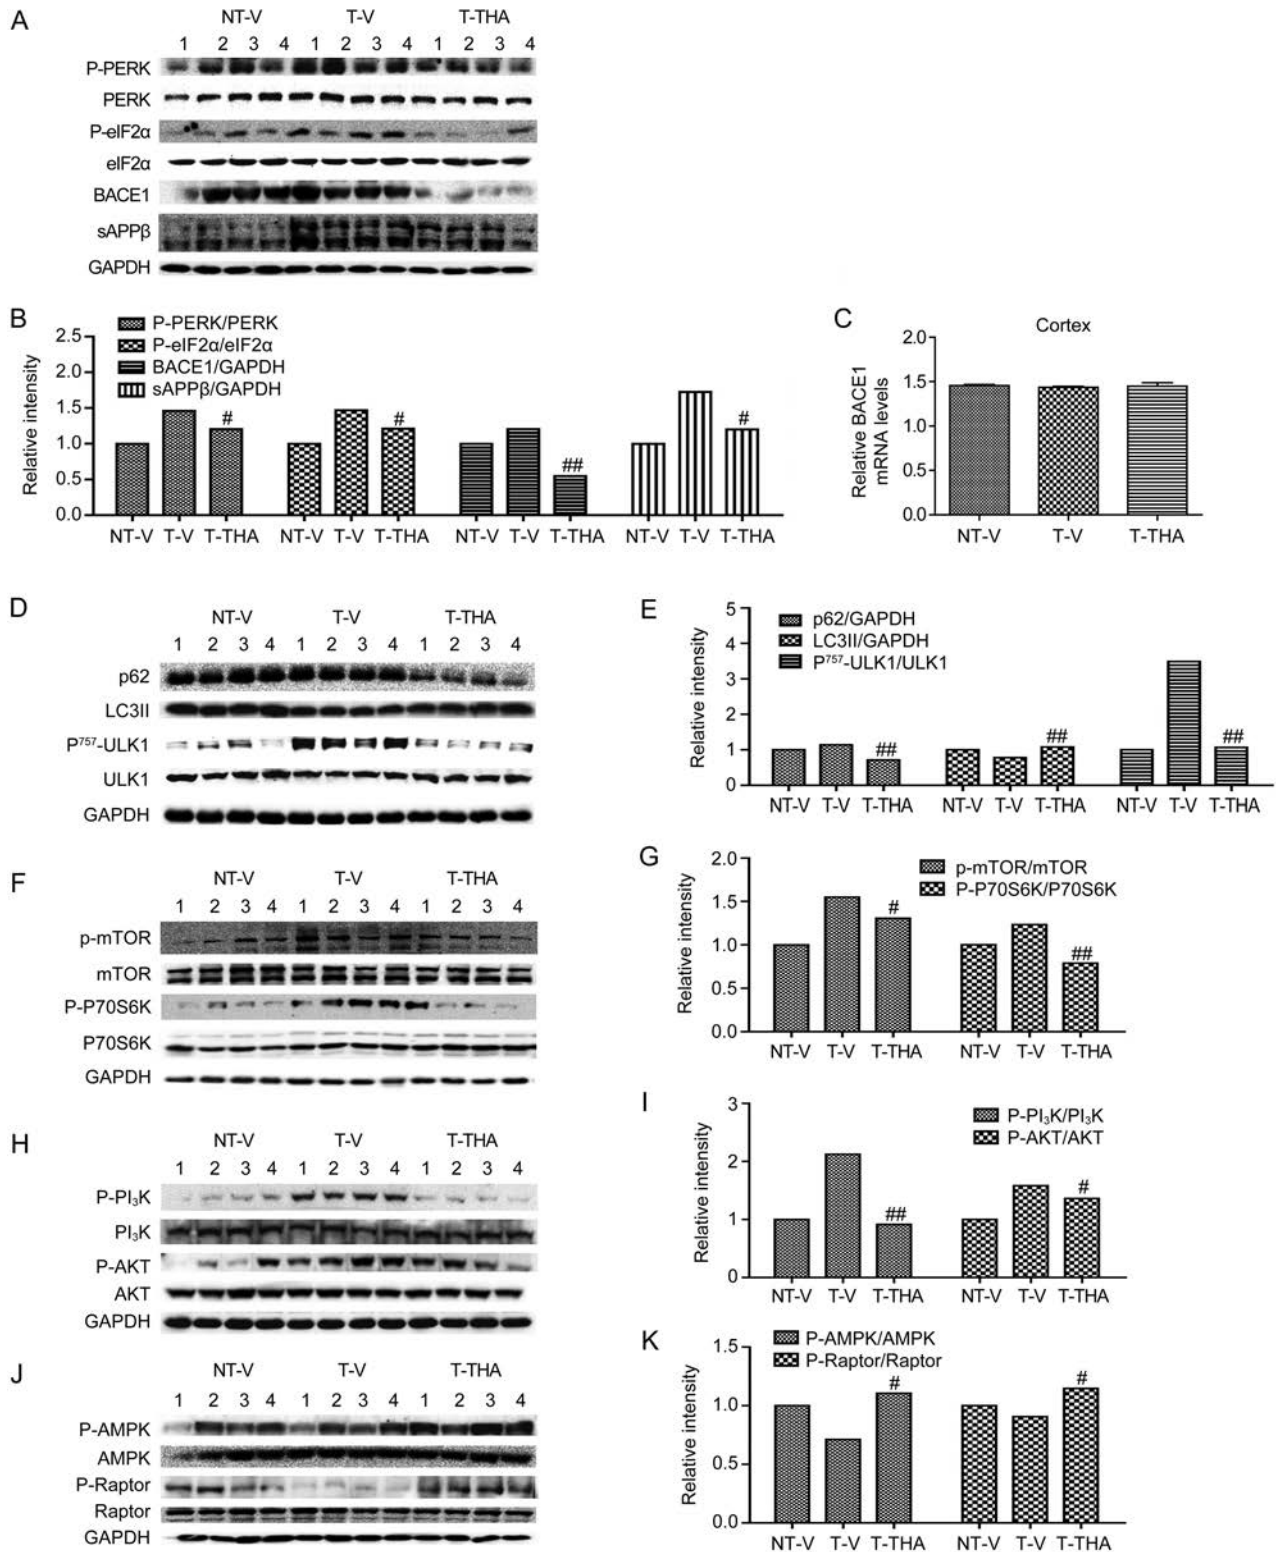 A
NT-V T-V T-THA
1 2 3 4 1 2 3 4 1 2 3 4
P-PERK
PERK
P-eIF2α
eIF2α
BACE1
sAPPβ
GAPDH
B
P-PERK/PERK
P-eIF2α/eIF2α
BACE1/GAPDH
sAPPβ/GAPDH
Relative intensity
2.5
2.0
1.5
1.0
0.5
0.0
# # ## #
NT-V T-V T-THA NT-V T-V T-THA NT-V T-V T-THA NT-V T-V T-THA
C
Cortex
Relative BACE1
mRNA levels
2.0
1.5
1.0
0.5
0.0
NT-V T-V T-THA
D
NT-V T-V T-THA
1 2 3 4 1 2 3 4 1 2 3 4
p62
LC3II
P⁷⁵⁷-ULK1
ULK1
GAPDH
E
p62/GAPDH
LC3II/GAPDH
P⁷⁵⁷-ULK1/ULK1
Relative intensity
5
4
3
2
1
0
## ## ##
NT-V T-V T-THA NT-V T-V T-THA NT-V T-V T-THA
F
NT-V T-V T-THA
1 2 3 4 1 2 3 4 1 2 3 4
p-mTOR
mTOR
P-P70S6K
P70S6K
GAPDH
G
p-mTOR/mTOR
P-P70S6K/P70S6K
Relative intensity
2.0
1.5
1.0
0.5
0.0
# ##
NT-V T-V T-THA NT-V T-V T-THA
H
NT-V T-V T-THA
1 2 3 4 1 2 3 4 1 2 3 4
P-PI₃K
PI₃K
P-AKT
AKT
GAPDH
I
P-PI₃K/PI₃K
P-AKT/AKT
Relative intensity
3
2
1
0
## #
NT-V T-V T-THA NT-V T-V T-THA
J
NT-V T-V T-THA
1 2 3 4 1 2 3 4 1 2 3 4
P-AMPK
AMPK
P-Raptor
Raptor
GAPDH
K
P-AMPK/AMPK
P-Raptor/Raptor
Relative intensity
1.5
1.0
0.5
0.0
# #
NT-V T-V T-THA NT-V T-V T-THA